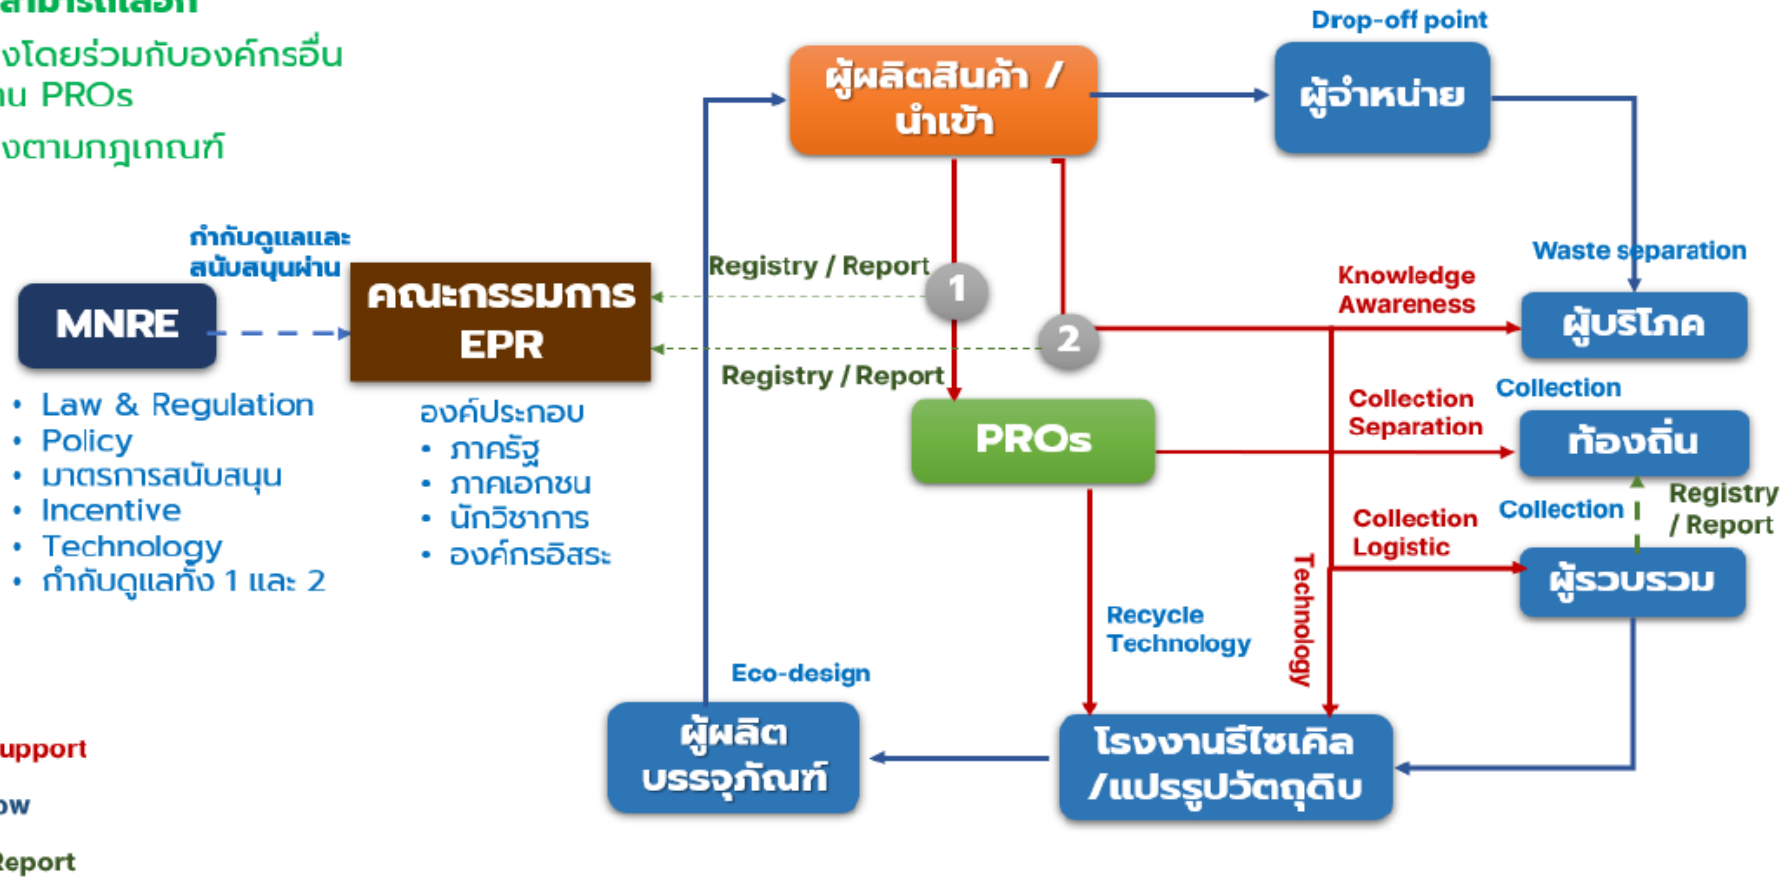 สามารถเลือก
งโดยร่วมกับองค์กรอื่น
าน PROs
งตามกฎเกณฑ์
Drop-off point
ผู้ผลิตสินค้า /
นำเข้า
ผู้จำหน่าย
กำกับดูแลและ
สนับสนุนผ่าน
MNRE
คณะกรรมการ
EPR
Registry / Report
1
2
Registry / Report
Knowledge
Awareness
Waste separation
ผู้บริโภค
• Law & Regulation
• Policy
• มาตรการสนับสนุน
• Incentive
• Technology
• กำกับดูแลทั้ง 1 และ 2
องค์ประกอบ
• ภาครัฐ
• ภาคเอกชน
• นักวิชาการ
• องค์กรอิสระ
PROs
Collection
Separation
Collection
ท้องถิ่น
Collection
Logistic
Collection
Registry
/ Report
ผู้รวบรวม
Technology
Recycle
Technology
Eco-design
ผู้ผลิต
บรรจุภัณฑ์
โรงงานรีไซเคิล
/แปรรูปวัตถุดิบ
upport
ow
Report